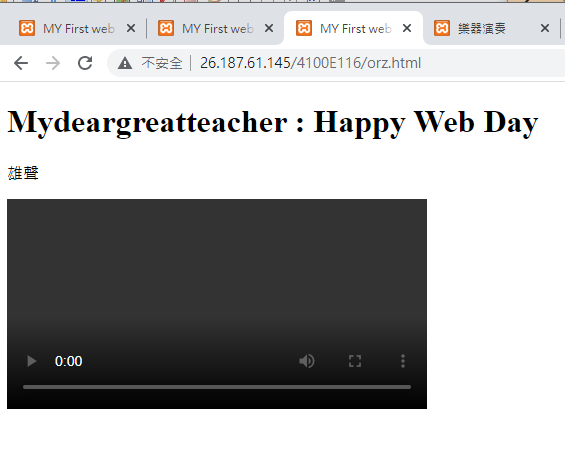 MY First web
MY First web
MY First web
樂器演奏
不安全
26.187.61.145/4100E116/orz.html
Mydeargreatteacher : Happy Web Day
雄聲
0:00